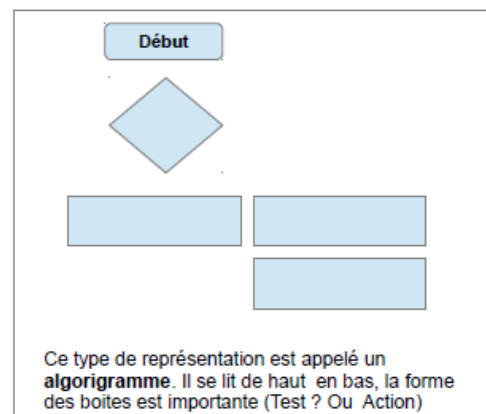 Début
Ce type de représentation est appelé un
algorigramme. Il se lit de haut en bas, la forme
des boites est importante (Test ? Ou Action)